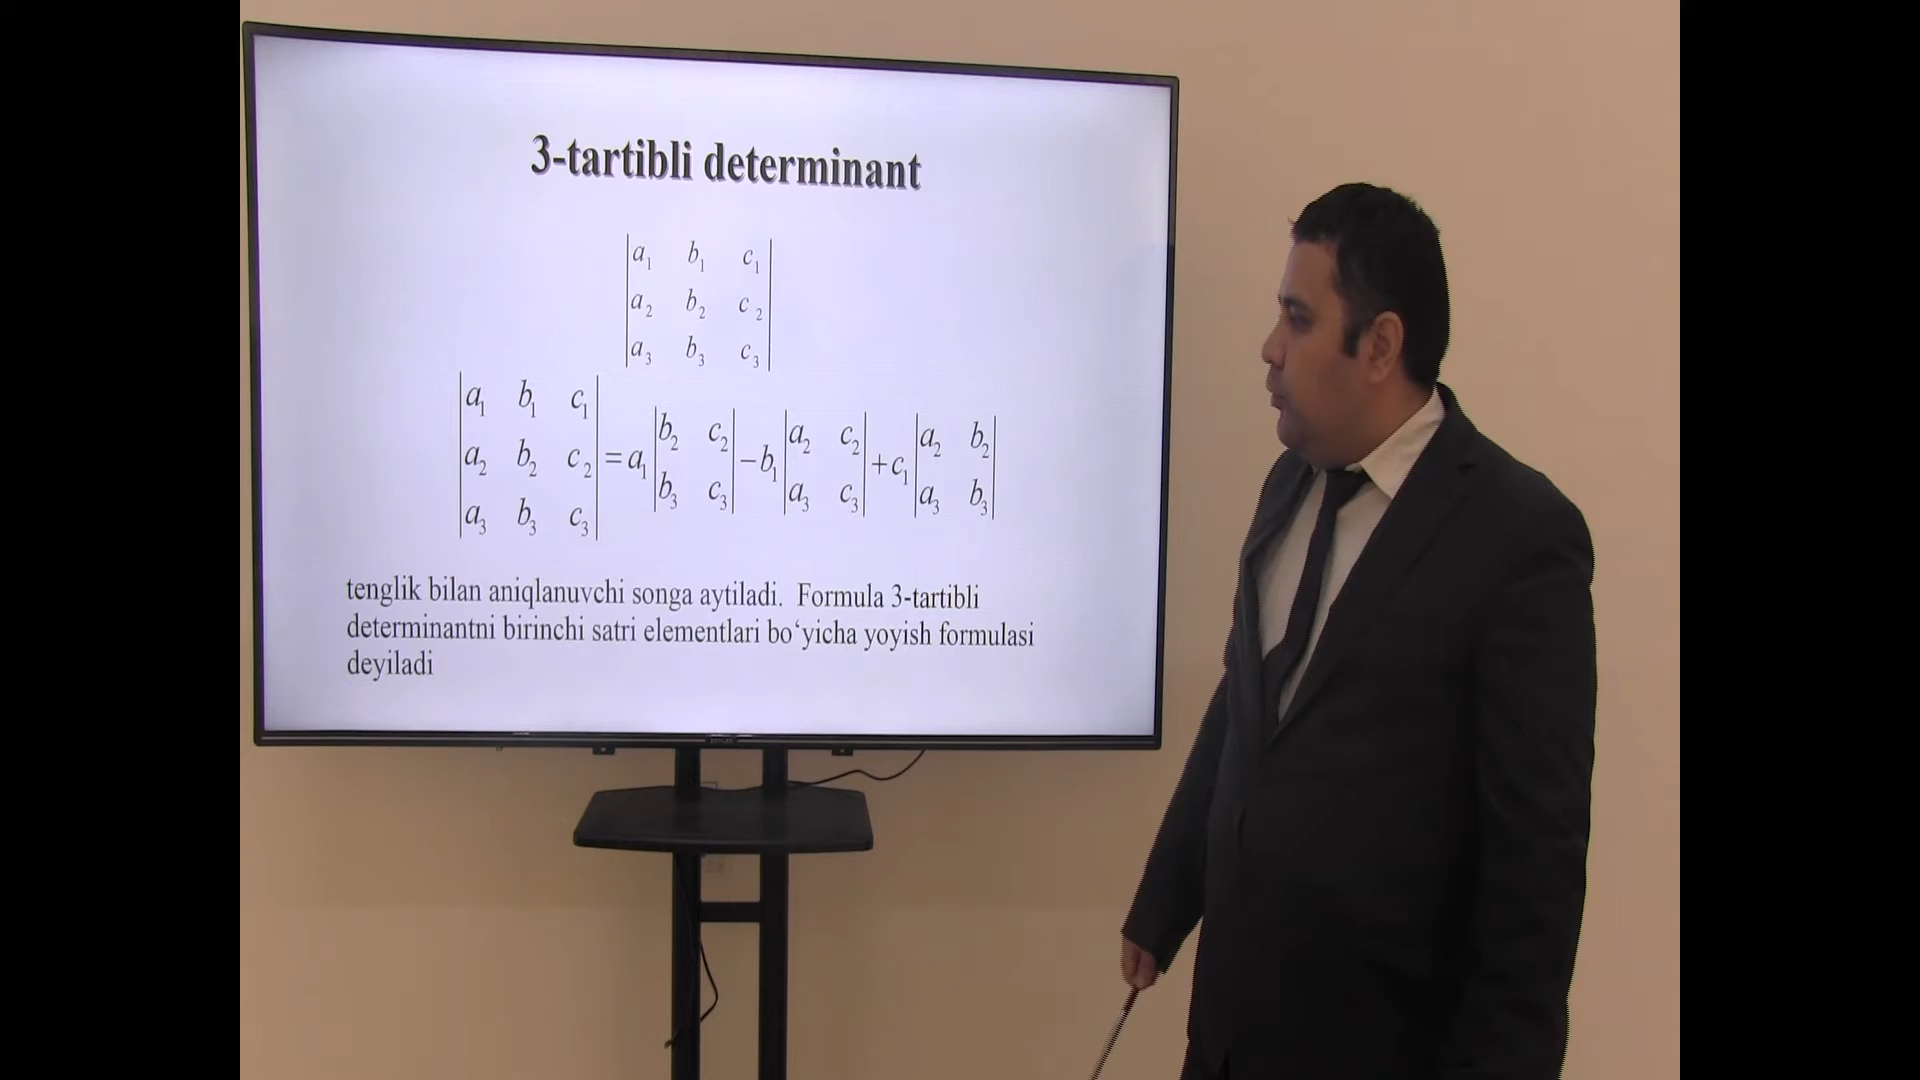 3-tartibli determinant
| a₁ b₁ c₁ |
| a₂ b₂ c₂ |
| a₃ b₃ c₃ |
| a₁ b₁ c₁ |
| a₂ b₂ c₂ | = a₁ | b₂ c₂ | − b₁ | a₂ c₂ | + c₁ | a₂ b₂ |
| a₃ b₃ c₃ | | b₃ c₃ | | a₃ c₃ | | a₃ b₃ |
tenglik bilan aniqlanuvchi songa aytiladi. Formula 3-tartibli
determinantni birinchi satri elementlari bo‘yicha yoyish formulasi
deyiladi